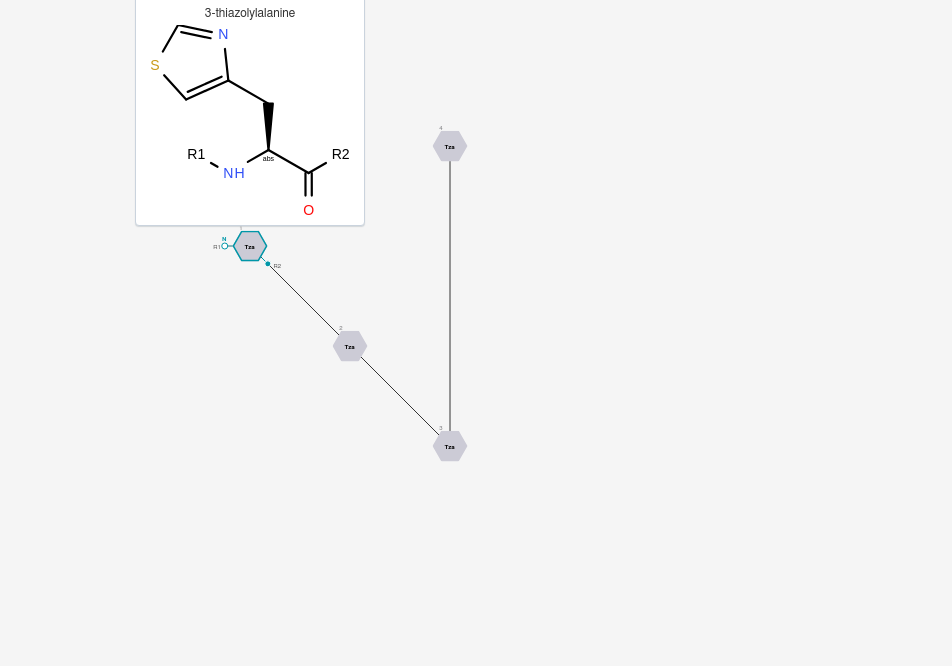 3-thiazolylalanine
N
S
R1
R2
NH
abs
O
4
Tza
N
R1
Tza
R2
2
Tza
3
Tza